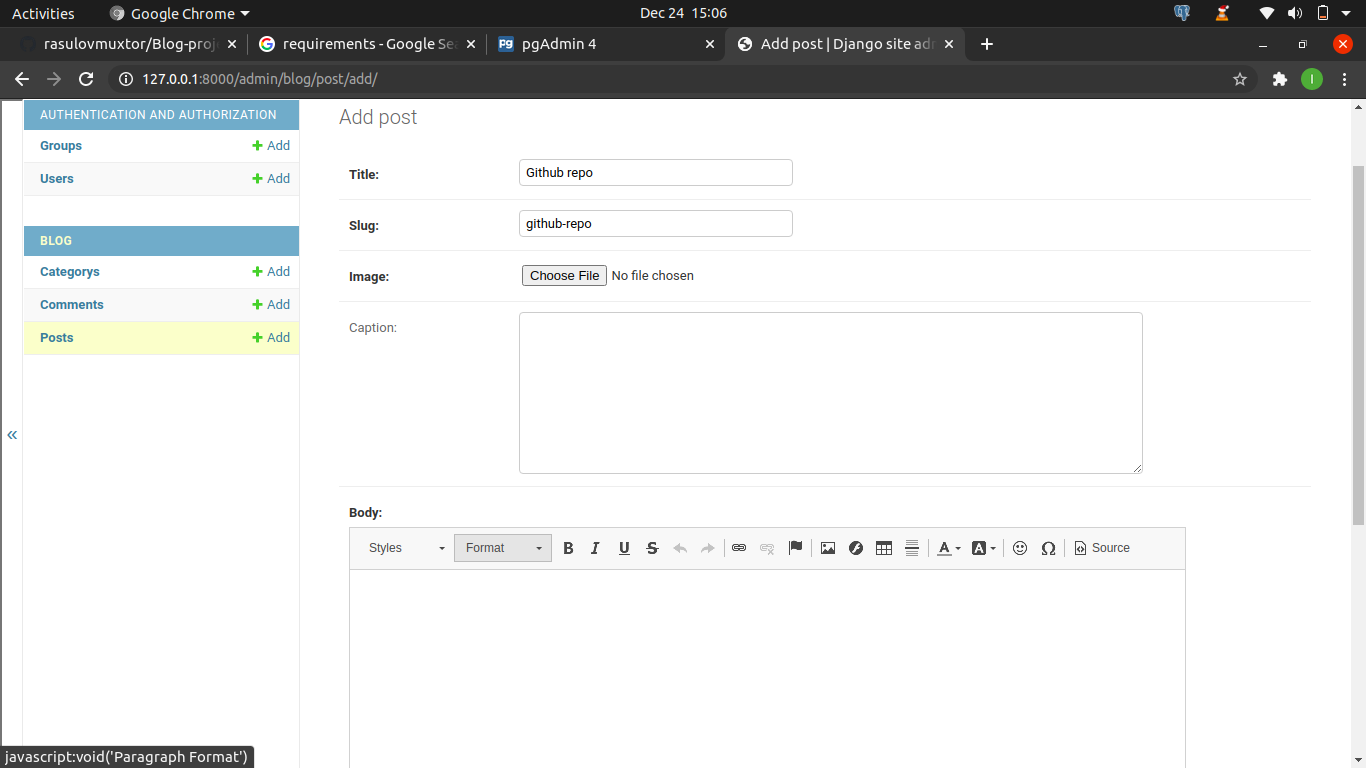 Activities Google Chrome Dec 24 15:06
rasulovmuxtor/Blog-proj requirements - Google Sea pgAdmin 4 Add post | Django site adm
127.0.0.1:8000/admin/blog/post/add/ I
AUTHENTICATION AND AUTHORIZATION
Groups Add
Users Add
BLOG
Categorys Add
Comments Add
Posts Add
«
Add post
Title: Github repo
Slug: github-repo
Image: Choose File No file chosen
Caption:
Body:
Styles Format B I U S A A Ω Source
javascript:void('Paragraph Format')